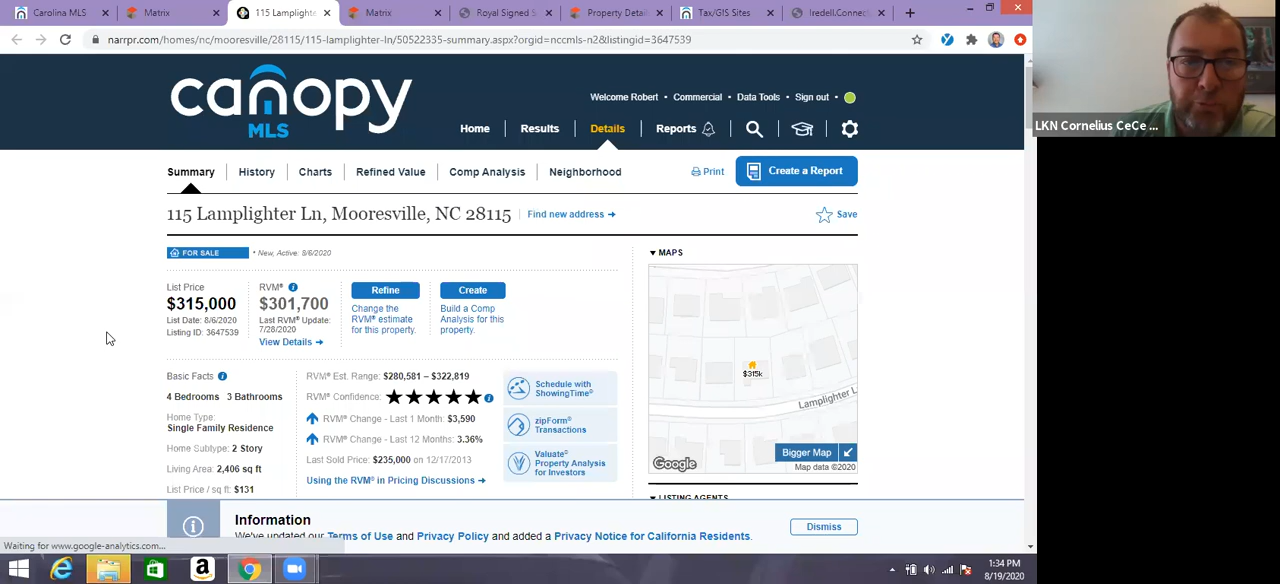 Carolina MLS
Matrix
115 Lamplighte
Matrix
Royal Signed S
Property Detai
Tax/GIS Sites
Iredell.Connec
narrpr.com/homes/nc/mooresville/28115/115-lamplighter-ln/50522335-summary.aspx?orgid=nccmls-n2&listingid=3647539
LKN Cornelius CeCe ...
canopy
MLS
Welcome Robert • Commercial • Data Tools • Sign out •
Home
Results
Details
Reports
Summary
History
Charts
Refined Value
Comp Analysis
Neighborhood
Print
Create a Report
115 Lamplighter Ln, Mooresville, NC 28115
Find new address
Save
FOR SALE
• New, Active: 8/6/2020
MAPS
List Price
$315,000
List Date: 8/6/2020
Listing ID: 3647539
RVM®
$301,700
Last RVM® Update:
7/28/2020
View Details
Refine
Change the
RVM® estimate
for this property.
Create
Build a Comp
Analysis for this
property.
Basic Facts
4 Bedrooms 3 Bathrooms
Home Type:
Single Family Residence
Home Subtype: 2 Story
Living Area: 2,406 sq ft
List Price / sq ft: $131
RVM® Est. Range: $280,581 – $322,819
RVM® Confidence:
RVM® Change - Last 1 Month: $3,590
RVM® Change - Last 12 Months: 3.36%
Last Sold Price: $235,000 on 12/17/2013
Using the RVM® in Pricing Discussions
Schedule with
ShowingTime®
zipForm®
Transactions
Valuate®
Property Analysis
for Investors
$315k
Lamplighter L
Google
Bigger Map
Map data ©2020
LISTING AGENTS
Information
We've updated our Terms of Use and Privacy Policy and added a Privacy Notice for California Residents.
Dismiss
Waiting for www.google-analytics.com...
1:34 PM
8/19/2020